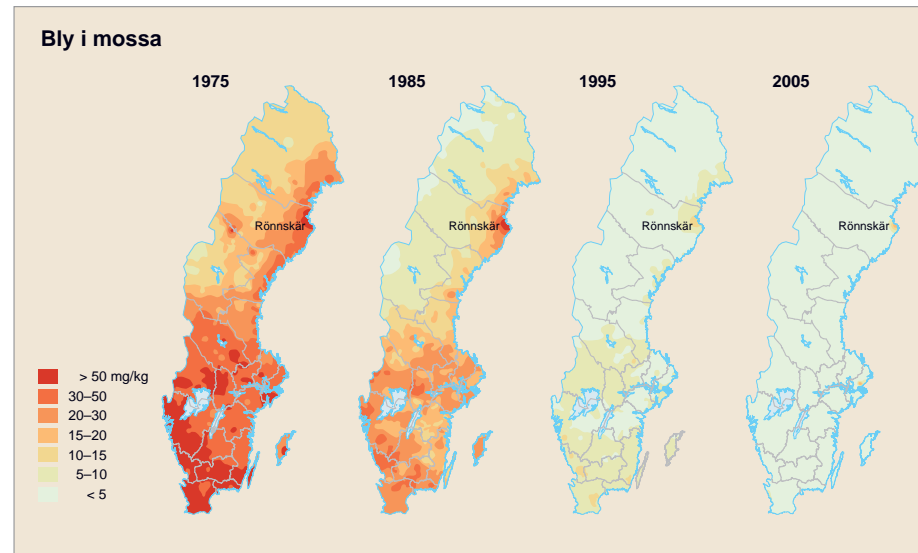 Bly i mossa
1975
1985
1995
2005
Rönnskär
Rönnskär
Rönnskär
Rönnskär
> 50 mg/kg
30–50
20–30
15–20
10–15
5–10
< 5